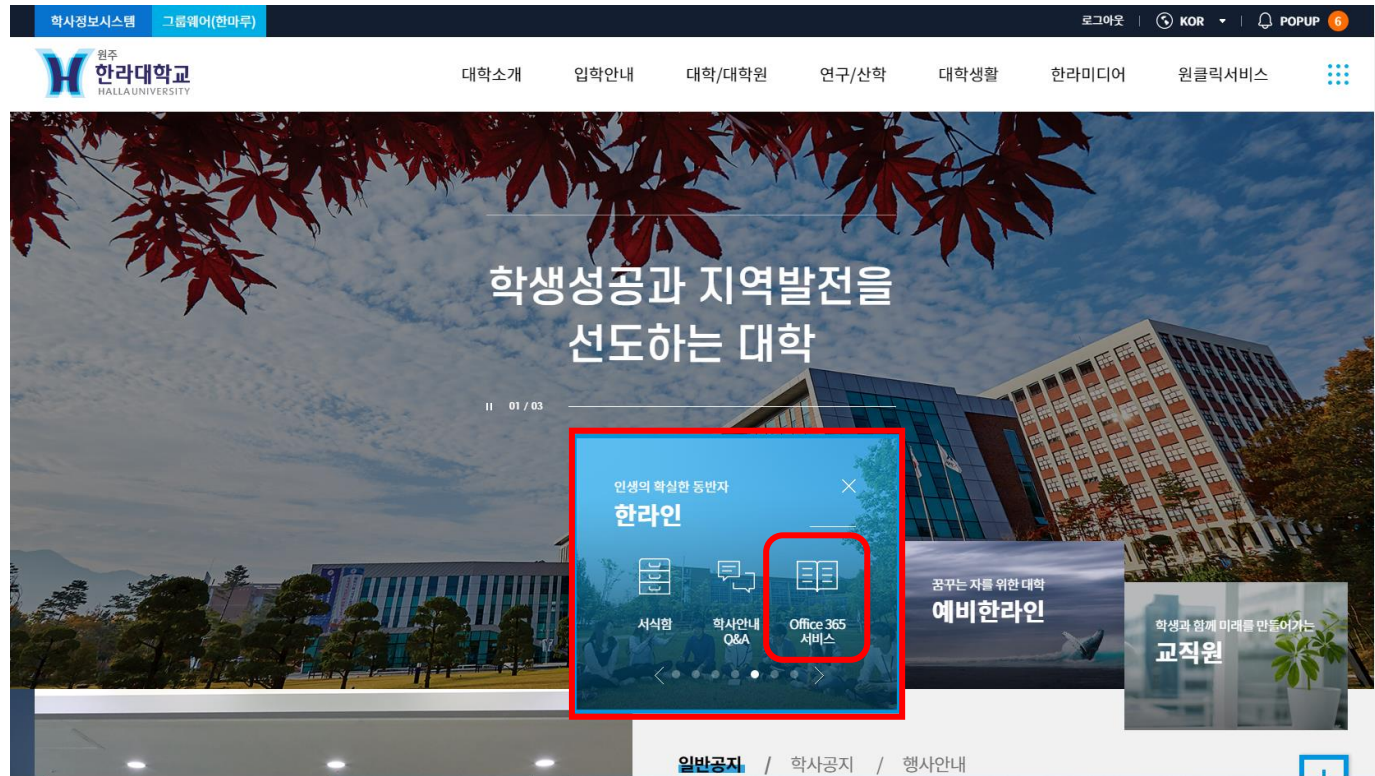 학사정보시스템 그룹웨어(한마루) 로그아웃 KOR POPUP 6
원주
한라대학교
HALLA UNIVERSITY
대학소개 입학안내 대학/대학원 연구/산학 대학생활 한라미디어 원클릭서비스
학생성공과 지역발전을
선도하는 대학
01 / 03
인생의 확실한 동반자
한라인
서식함
학사안내
Q&A
Office 365
서비스
꿈꾸는 자를 위한 대학
예비한라인
학생과 함께 미래를 만들어가는
교직원
일반공지 / 학사공지 / 행사안내